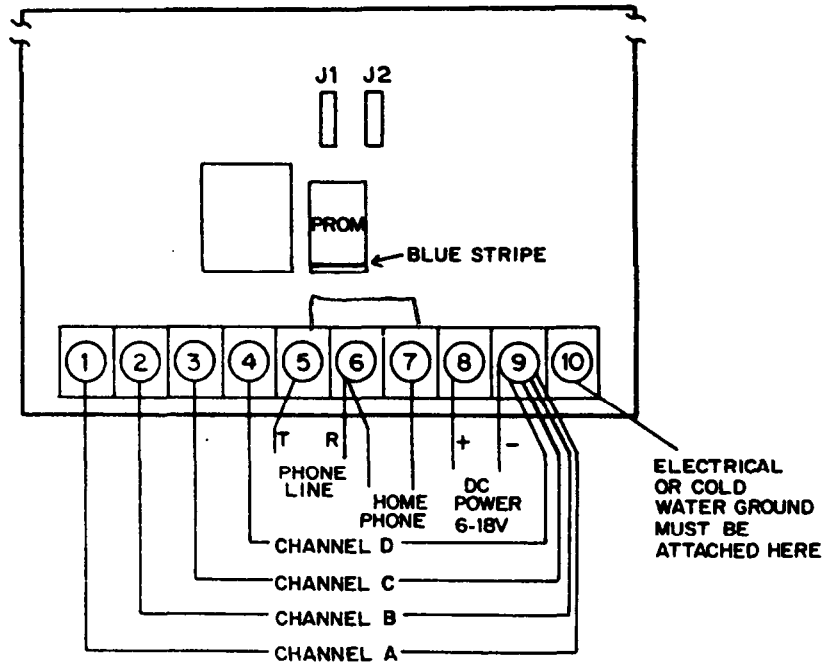 J1 J2
PROM
BLUE STRIPE
1 2 3 4 5 6 7 8 9 10
T R + -
PHONE
LINE
HOME
PHONE
DC
POWER
6-18V
ELECTRICAL
OR COLD
WATER GROUND
MUST BE
ATTACHED HERE
CHANNEL D
CHANNEL C
CHANNEL B
CHANNEL A